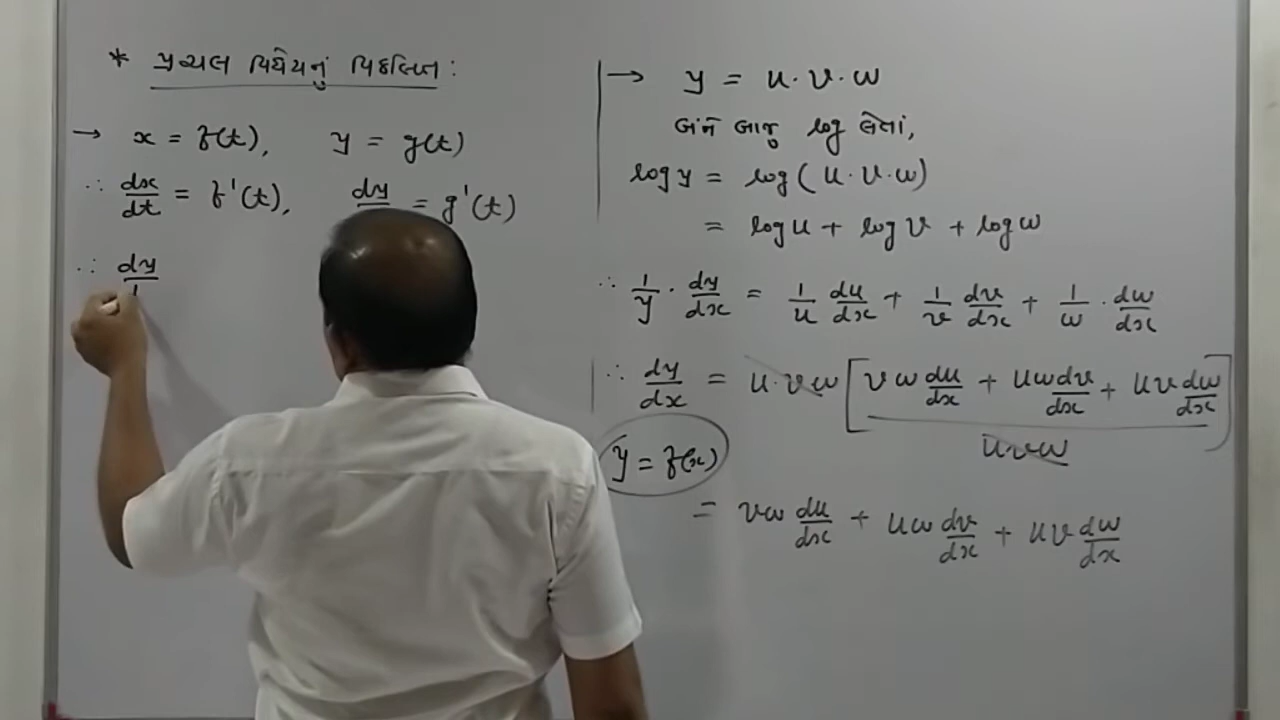 * પ્રચલ વિધેયનું વિકલિત :
→ x = f(t), y = g(t)
∴ dx/dt = f'(t), dy = g'(t)
∴ dy
→ y = u·v·w
બંને બાજુ log લેતાં,
log y = log(u·v·w)
= log u + log v + log w
∴ 1/y · dy/dx = 1/u du/dx + 1/v dv/dx + 1/w · dw/dx
∴ dy/dx = u·vw [vw du/dx + uw dv/dx + uv dw/dx]
uvw
y = f(x)
= vw du/dx + uw dv/dx + uv dw/dx